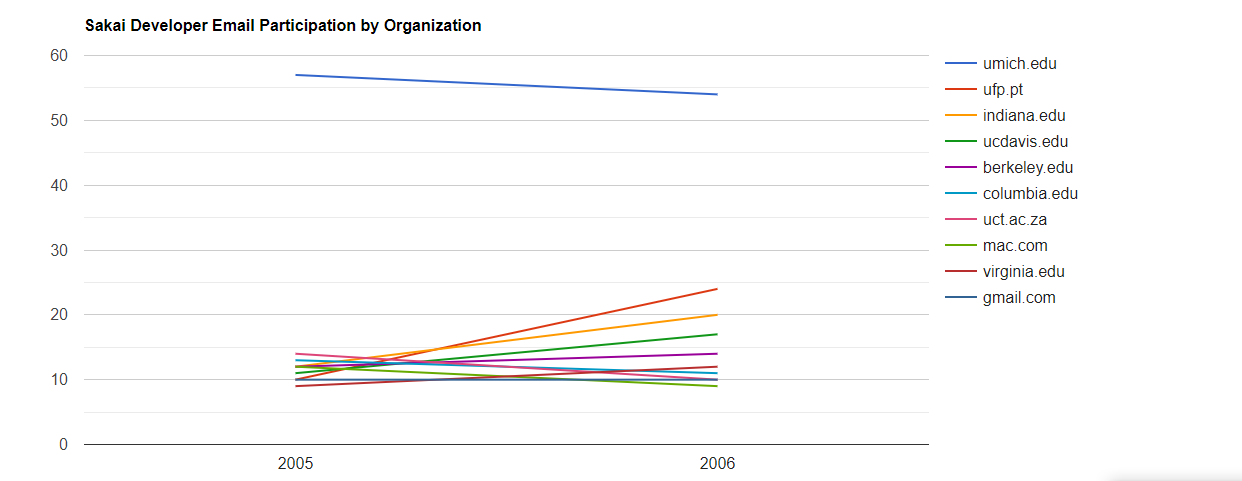 Sakai Developer Email Participation by Organization
60
50
40
30
20
10
0
2005
2006
umich.edu
ufp.pt
indiana.edu
ucdavis.edu
berkeley.edu
columbia.edu
uct.ac.za
mac.com
virginia.edu
gmail.com